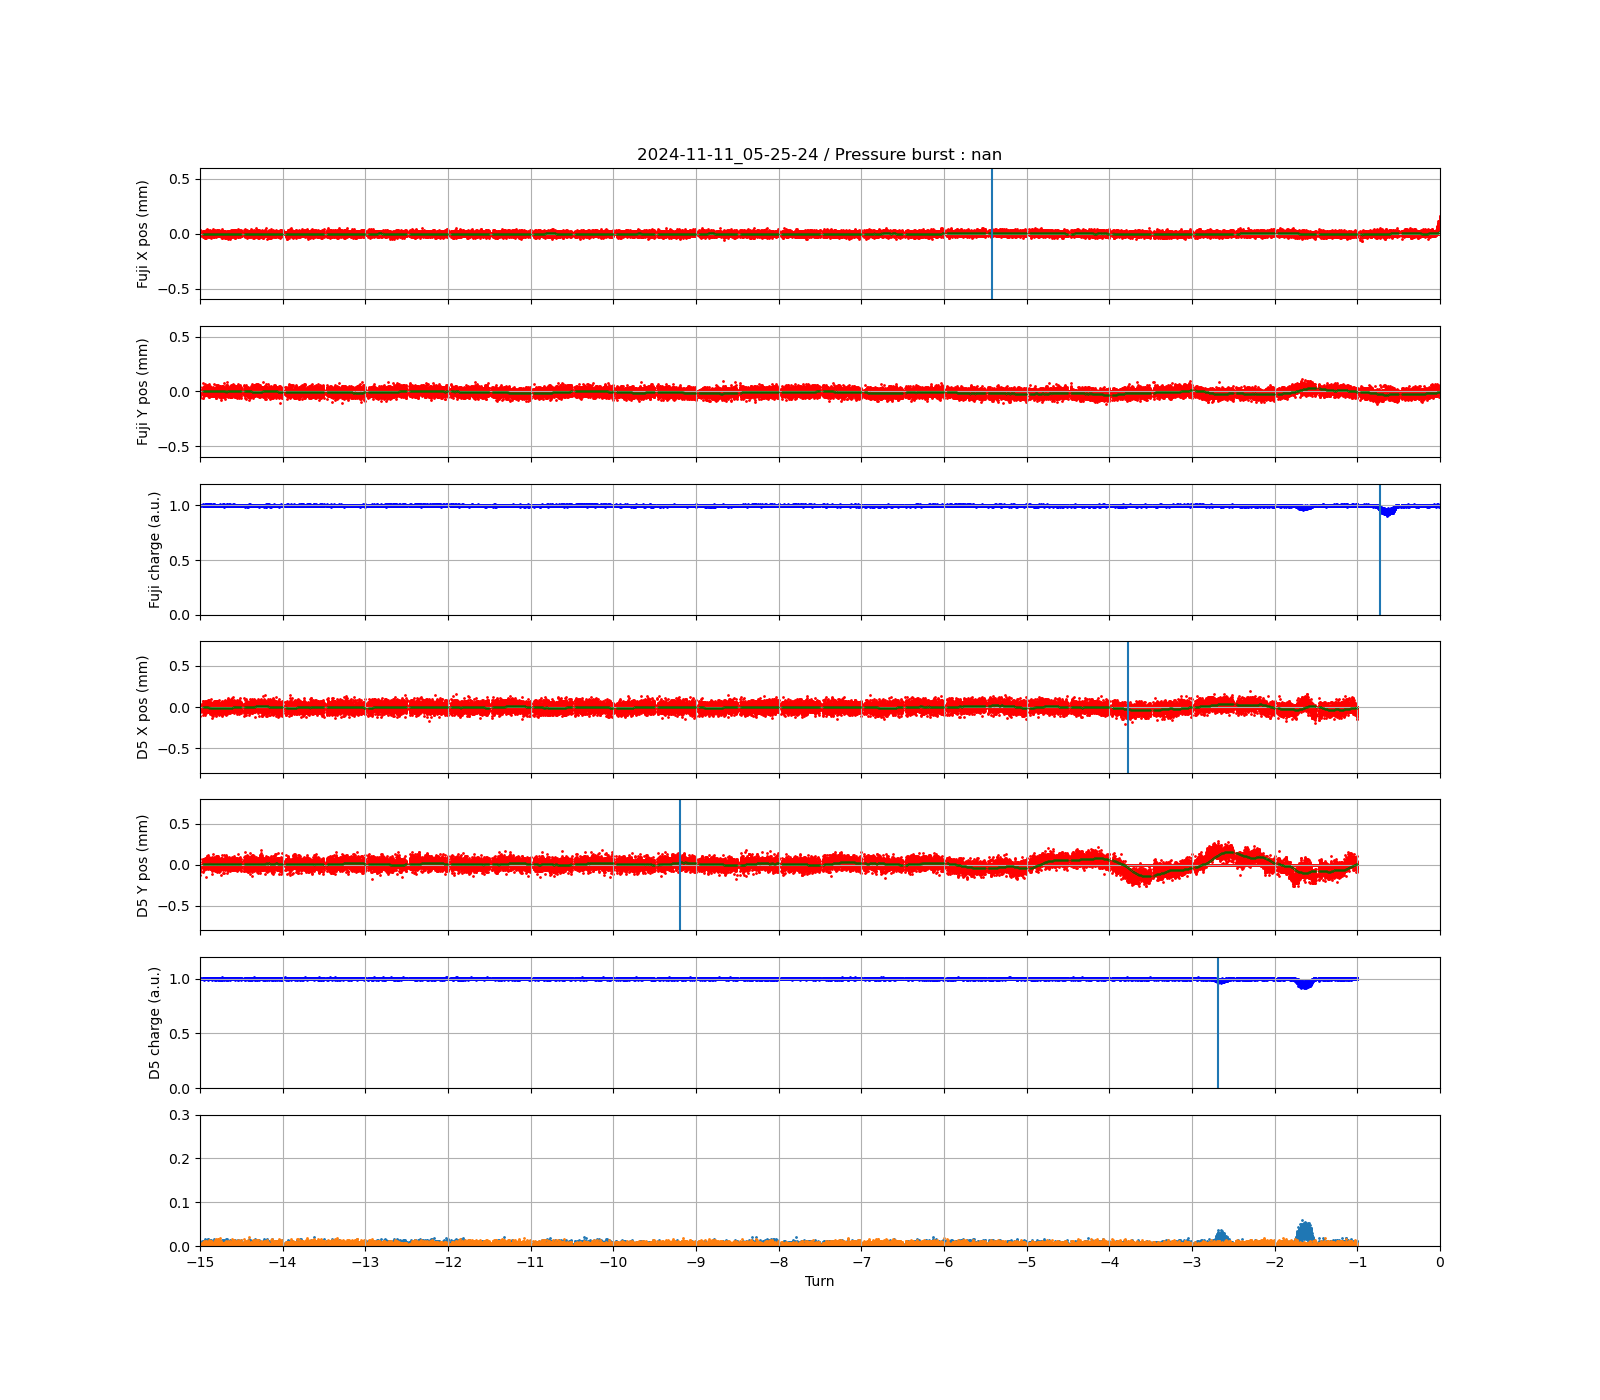 2024-11-11_05-25-24 / Pressure burst : nan
Fuji X pos (mm)
0.5
0.0
−0.5
Fuji Y pos (mm)
0.5
0.0
−0.5
Fuji charge (a.u.)
1.0
0.5
0.0
D5 X pos (mm)
0.5
0.0
−0.5
D5 Y pos (mm)
0.5
0.0
−0.5
D5 charge (a.u.)
1.0
0.5
0.0
0.3
0.2
0.1
0.0
−15 −14 −13 −12 −11 −10 −9 −8 −7 −6 −5 −4 −3 −2 −1 0
Turn